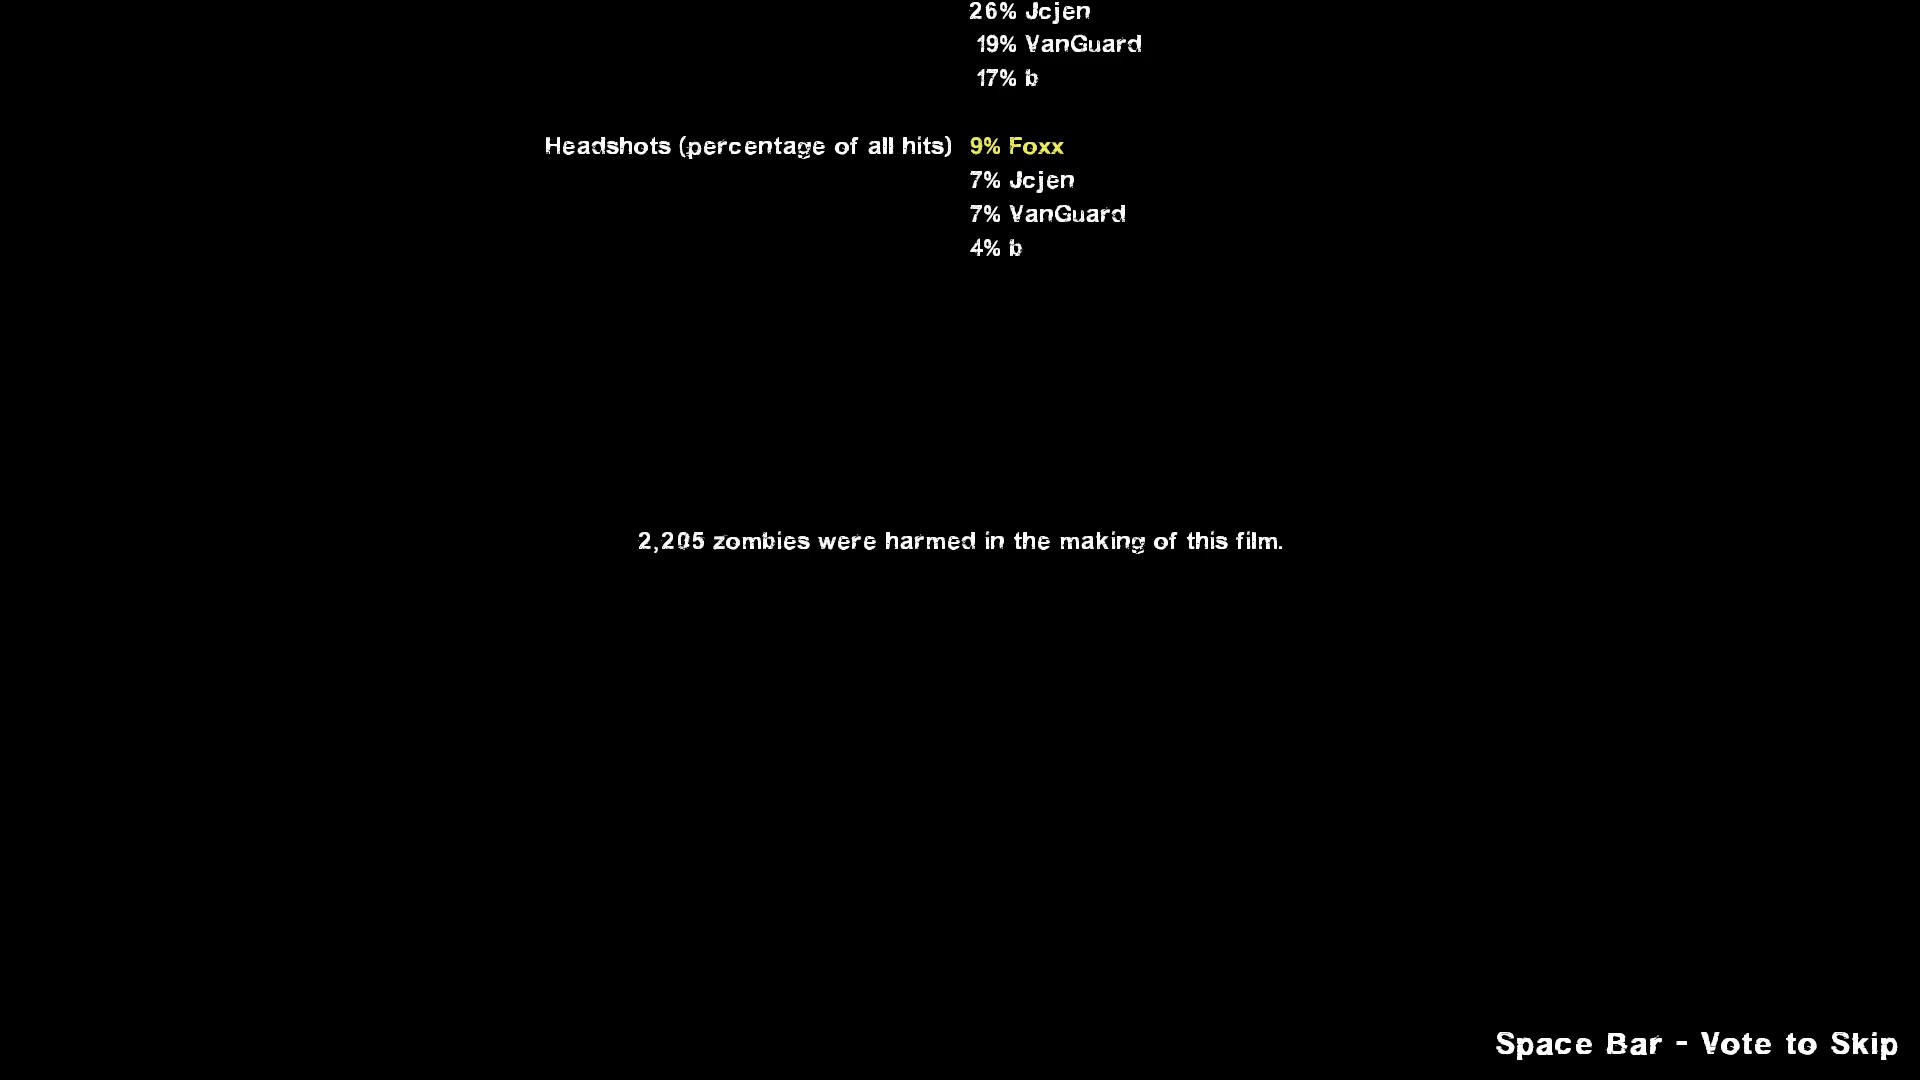 26% Jcjen
19% VanGuard
17% b
Headshots (percentage of all hits) 9% Foxx
7% Jcjen
7% VanGuard
4% b
2,205 zombies were harmed in the making of this film.
Space Bar - Vote to Skip